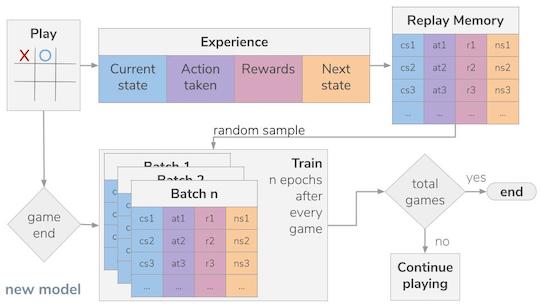 Play
X O
Experience
Current state
Action taken
Rewards
Next state
Replay Memory
cs1 at1 r1 ns1
cs2 at2 r2 ns2
cs3 at3 r3 ns3
... ... ... ...
random sample
Batch 1
Batch 2
Batch n
cs1 at1 r1 ns1
cs2 at2 r2 ns2
cs3 at3 r3 ns3
... ... ... ...
Train
n epochs
after
every
game
game
end
total
games
yes
end
no
Continue
playing
new model